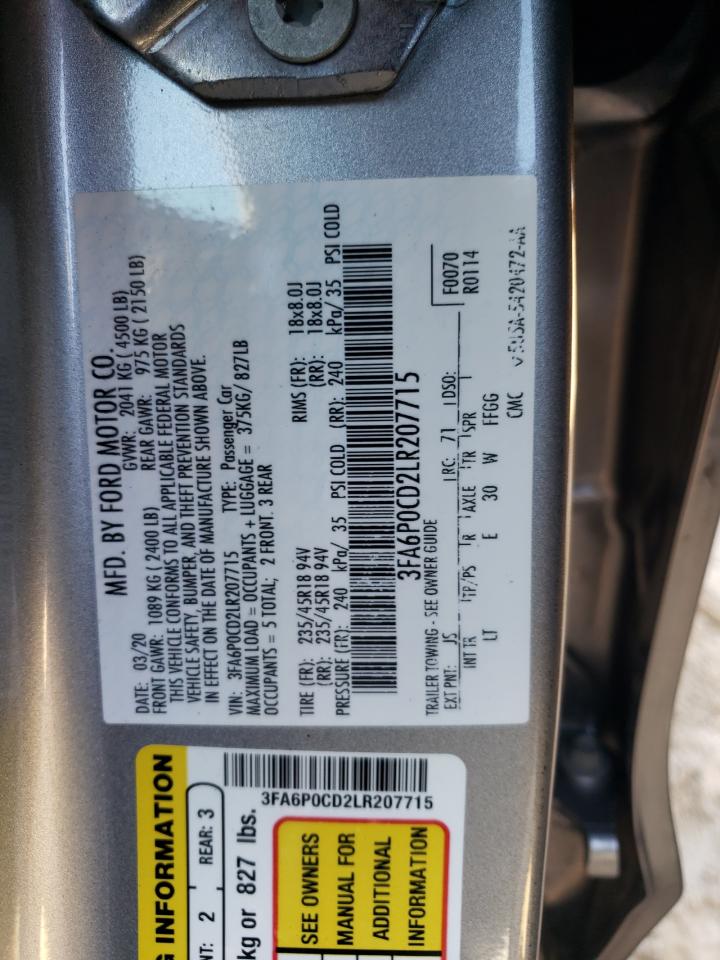 MFD. BY FORD MOTOR CO.
DATE: 03/20 GVWR: 2041 KG ( 4500 LB)
FRONT GAWR: 1089 KG ( 2400 LB) REAR GAWR: 975 KG ( 2150 LB)
THIS VEHICLE CONFORMS TO ALL APPLICABLE FEDERAL MOTOR
VEHICLE SAFETY, BUMPER, AND THEFT PREVENTION STANDARDS
IN EFFECT ON THE DATE OF MANUFACTURE SHOWN ABOVE.
VIN: 3FA6P0CD2LR207715 TYPE: Passenger Car
MAXIMUM LOAD = OCCUPANTS + LUGGAGE = 375KG/ 827LB
OCCUPANTS = 5 TOTAL; 2 FRONT, 3 REAR
TIRE (FR): 235/45R18 94V RIMS (FR): 18x8.0J
(RR): 235/45R18 94V (RR): 18x8.0J
PRESSURE (FR): 240 kPa/ 35 PSI COLD (RR): 240 kPa/ 35 PSI COLD
3FA6P0CD2LR207715
TRAILER TOWING - SEE OWNER GUIDE F0070
EXT PNT: JS RC: 71 DSO: R0114
INT TR TP/PS R AXLE TR SPR
LT E 30 W FFGG
CMC
3FA6P0CD2LR207715
INFORMATION
2 REAR: 3
kg or 827 lbs.
SEE OWNERS
MANUAL FOR
ADDITIONAL
INFORMATION